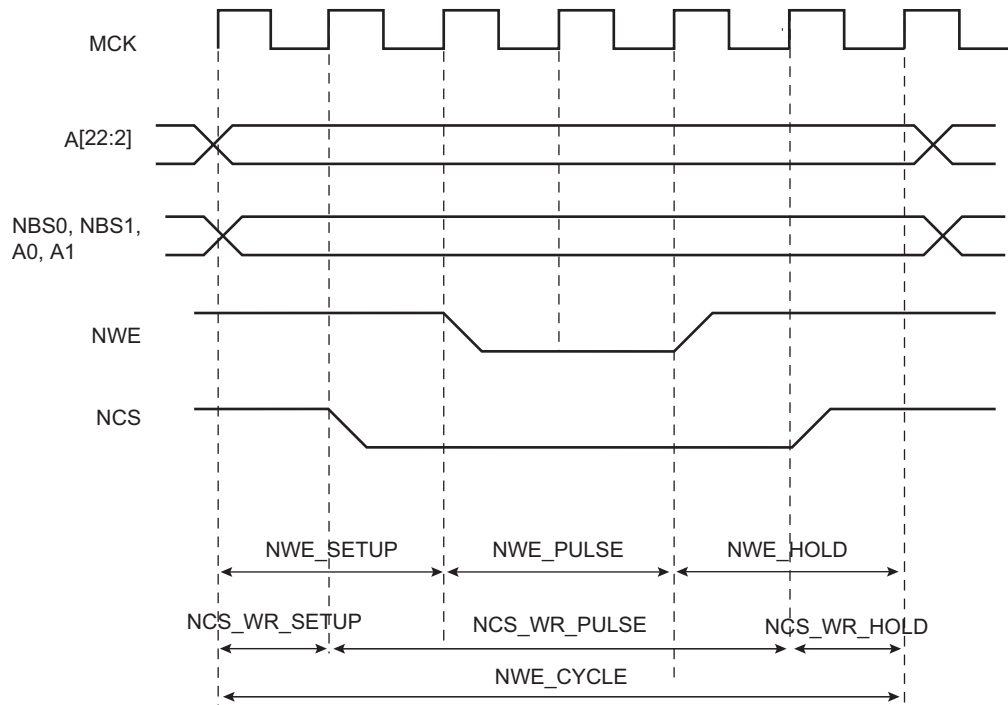 MCK
A[22:2]
NBS0, NBS1,
A0, A1
NWE
NCS
NWE_SETUP
NWE_PULSE
NWE_HOLD
NCS_WR_SETUP
NCS_WR_PULSE
NCS_WR_HOLD
NWE_CYCLE